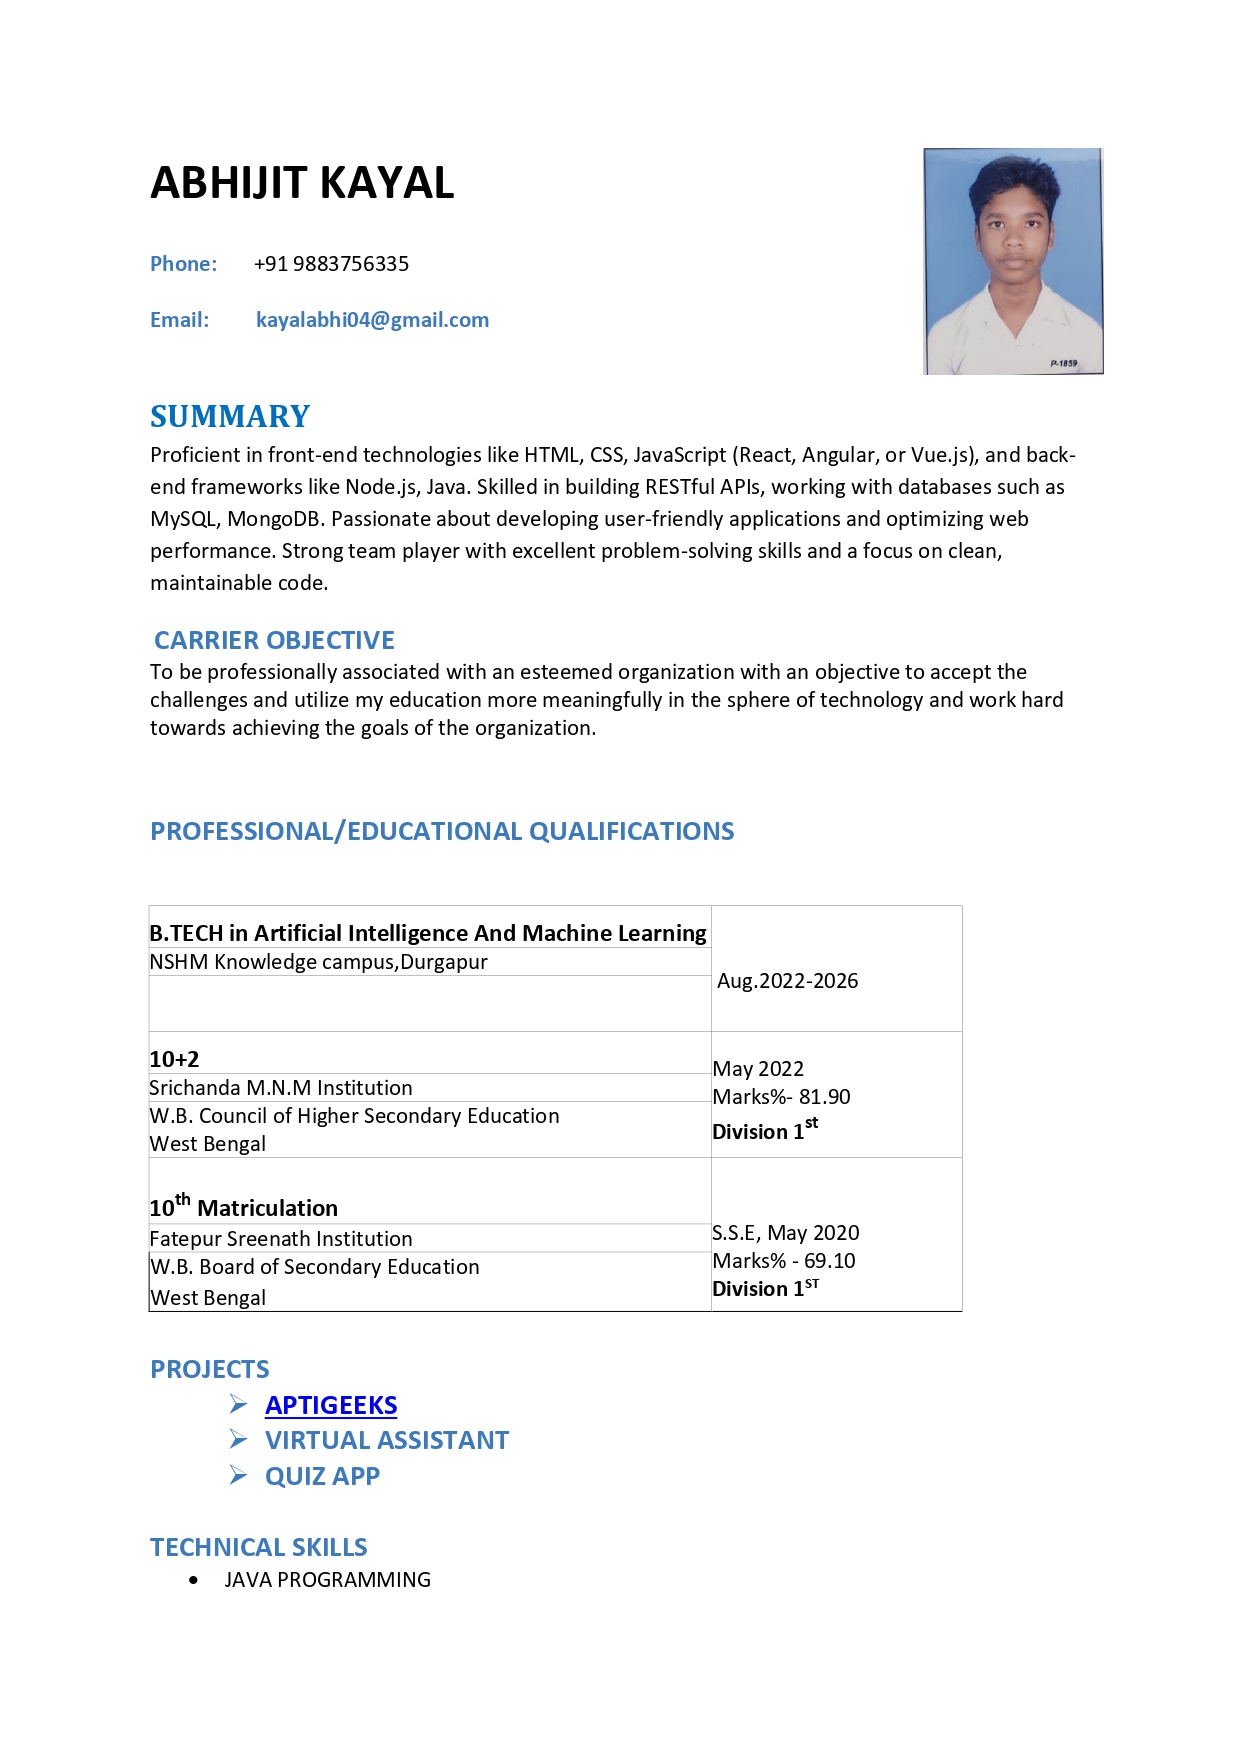 ABHIJIT KAYAL
Phone: +91 9883756335
Email: kayalabhi04@gmail.com
P-1859
SUMMARY
Proficient in front-end technologies like HTML, CSS, JavaScript (React, Angular, or Vue.js), and back-
end frameworks like Node.js, Java. Skilled in building RESTful APIs, working with databases such as
MySQL, MongoDB. Passionate about developing user-friendly applications and optimizing web
performance. Strong team player with excellent problem-solving skills and a focus on clean,
maintainable code.
CARRIER OBJECTIVE
To be professionally associated with an esteemed organization with an objective to accept the
challenges and utilize my education more meaningfully in the sphere of technology and work hard
towards achieving the goals of the organization.
PROFESSIONAL/EDUCATIONAL QUALIFICATIONS
B.TECH in Artificial Intelligence And Machine Learning
NSHM Knowledge campus,Durgapur
Aug.2022-2026
10+2
Srichanda M.N.M Institution
W.B. Council of Higher Secondary Education
West Bengal
May 2022
Marks%- 81.90
Division 1st
10th Matriculation
Fatepur Sreenath Institution
W.B. Board of Secondary Education
West Bengal
S.S.E, May 2020
Marks% - 69.10
Division 1ST
PROJECTS
➢ APTIGEEKS
➢ VIRTUAL ASSISTANT
➢ QUIZ APP
TECHNICAL SKILLS
• JAVA PROGRAMMING